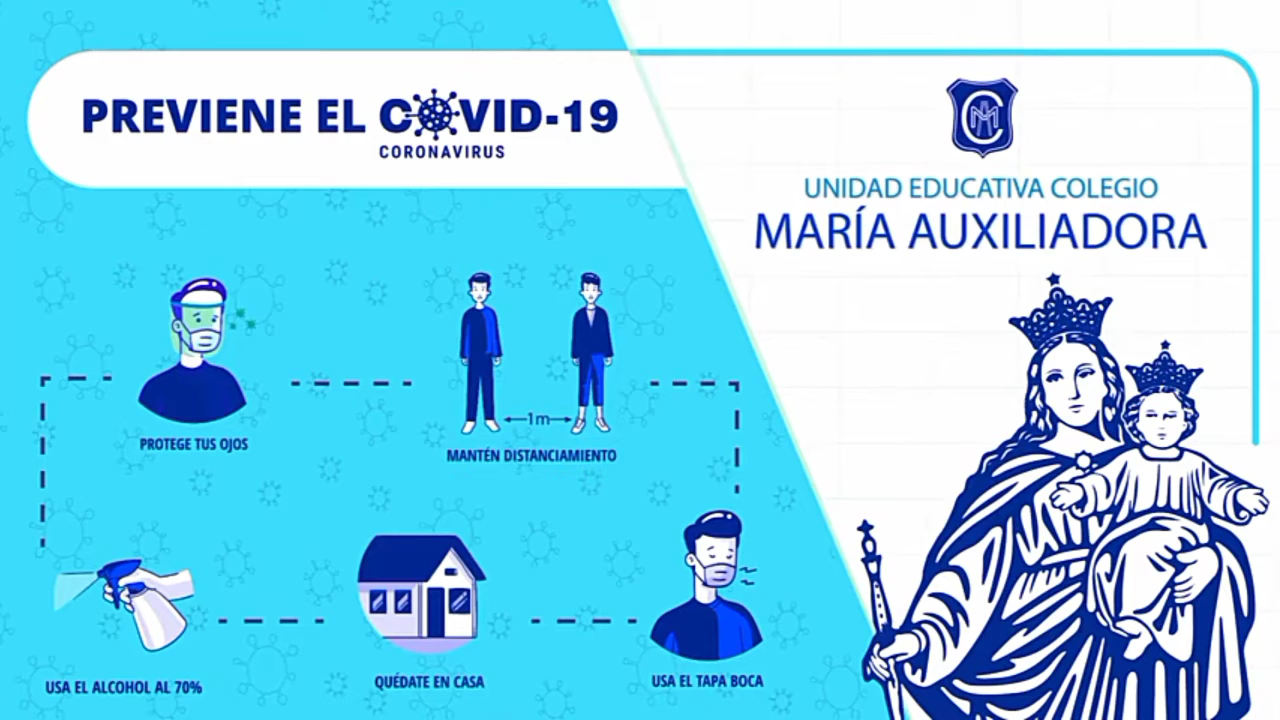 PREVIENE EL COVID-19
CORONAVIRUS
UNIDAD EDUCATIVA COLEGIO
MARÍA AUXILIADORA
PROTEGE TUS OJOS
1m
MANTÉN DISTANCIAMIENTO
USA EL ALCOHOL AL 70%
QUÉDATE EN CASA
USA EL TAPA BOCA